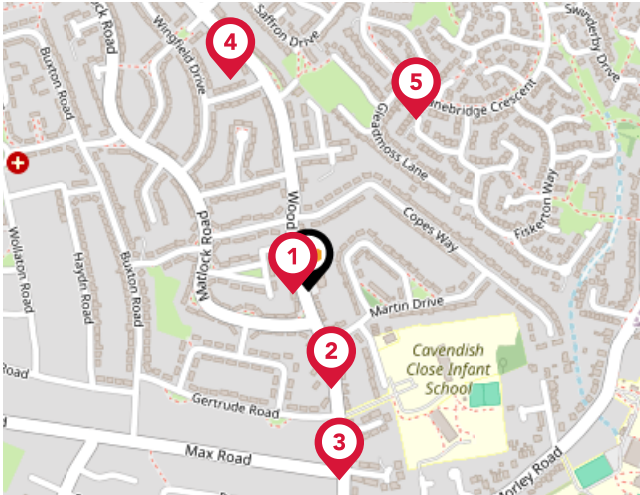 ck Road
Saffron Drive
Swinderby Drive
Wingfield Drive
4
Buxton Road
5
nebridge Crescent
Gleadmoss Lane
Wood
Copes Way
Fiskerton Way
Matlock Road
Wollaton Road
Haydn Road
Buxton Road
1
Martin Drive
2
Cavendish
Close Infant
School
Road
Gertrude Road
3
Max Road
Morley Road